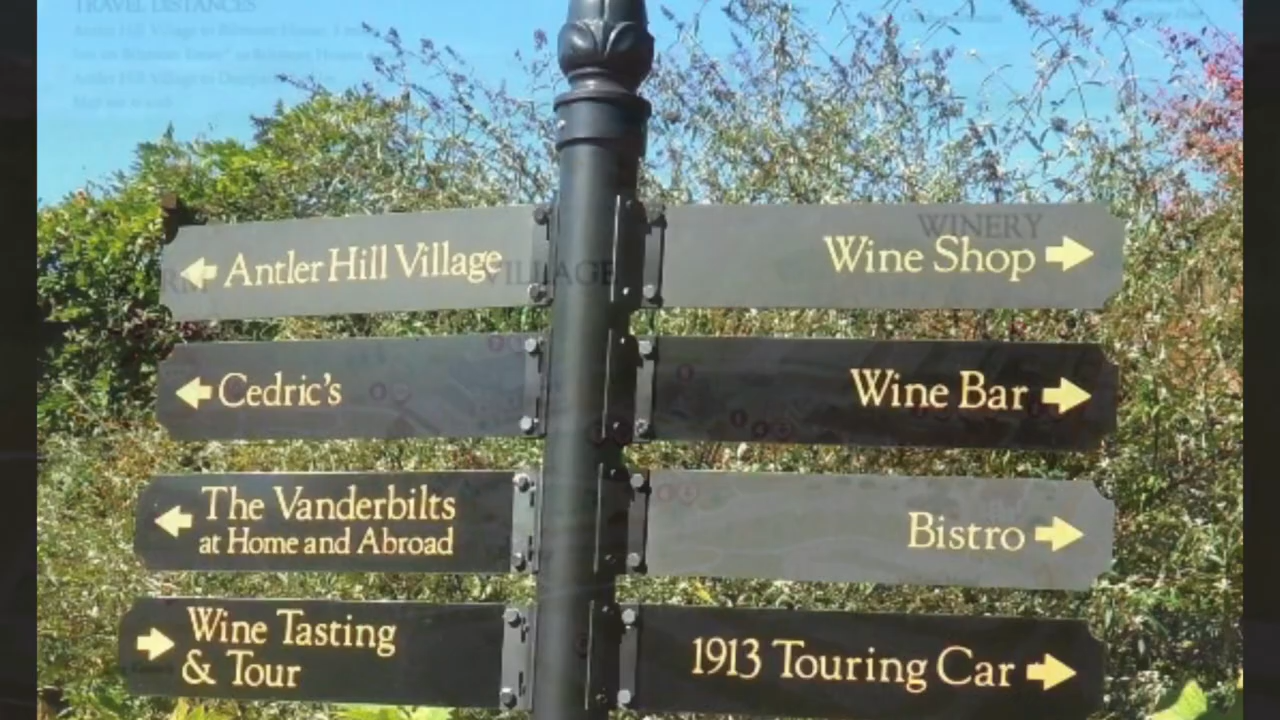 TRAVEL DISTANCES
Antler Hill Village
VILLAGE
WINERY
Wine Shop
Cedric's
Wine Bar
The Vanderbilts
at Home and Abroad
Bistro
Wine Tasting
& Tour
1913 Touring Car